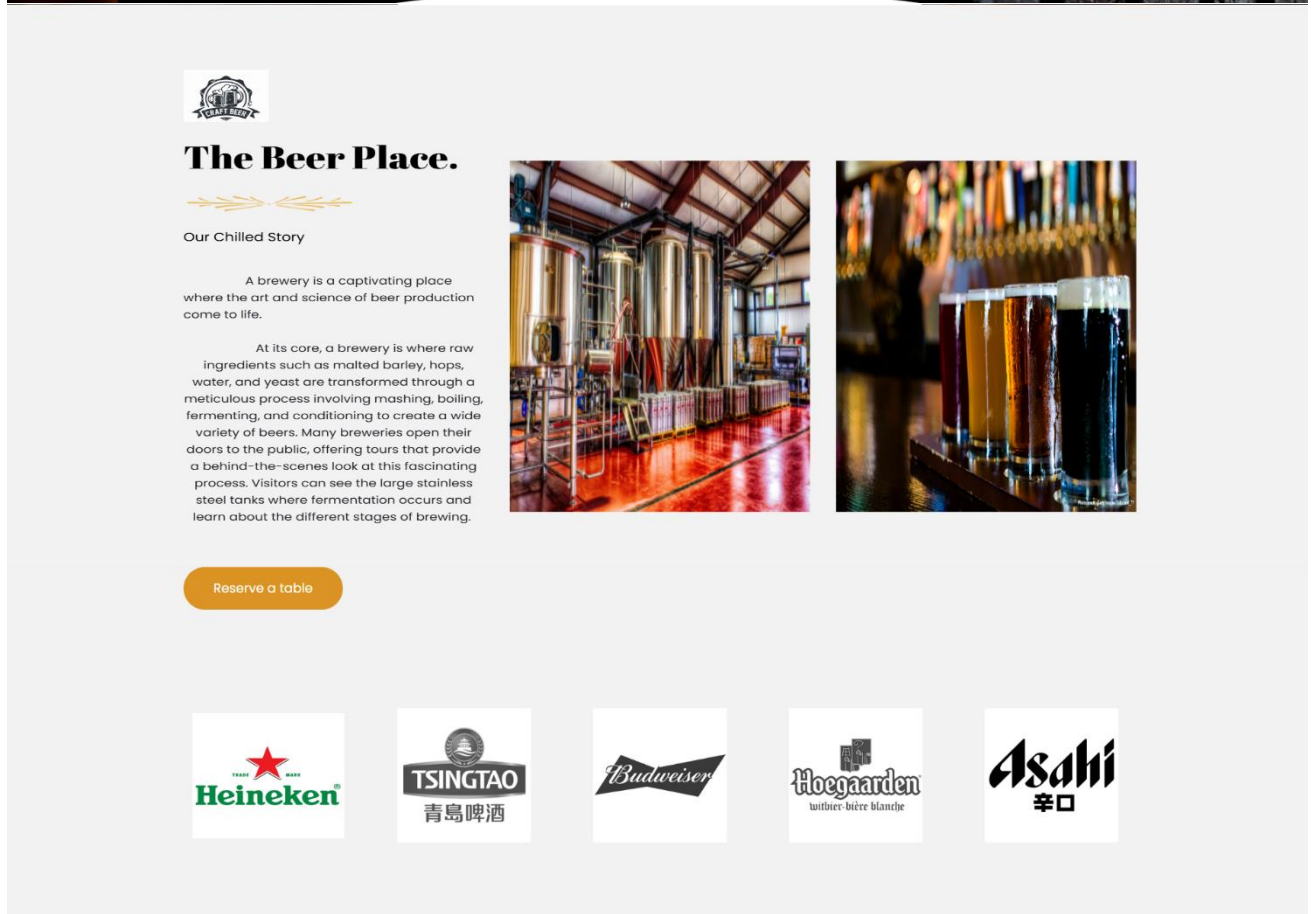 CRAFT BEER
The Beer Place.
Our Chilled Story
A brewery is a captivating place
where the art and science of beer production
come to life.
At its core, a brewery is where raw
ingredients such as malted barley, hops,
water, and yeast are transformed through a
meticulous process involving mashing, boiling,
fermenting, and conditioning to create a wide
variety of beers. Many breweries open their
doors to the public, offering tours that provide
a behind-the-scenes look at this fascinating
process. Visitors can see the large stainless
steel tanks where fermentation occurs and
learn about the different stages of brewing.
Reserve a table
TRADE MARK
Heineken
TSINGTAO
青島啤酒
Budweiser
Hoegaarden
witbier-bière blanche
Asahi
辛口